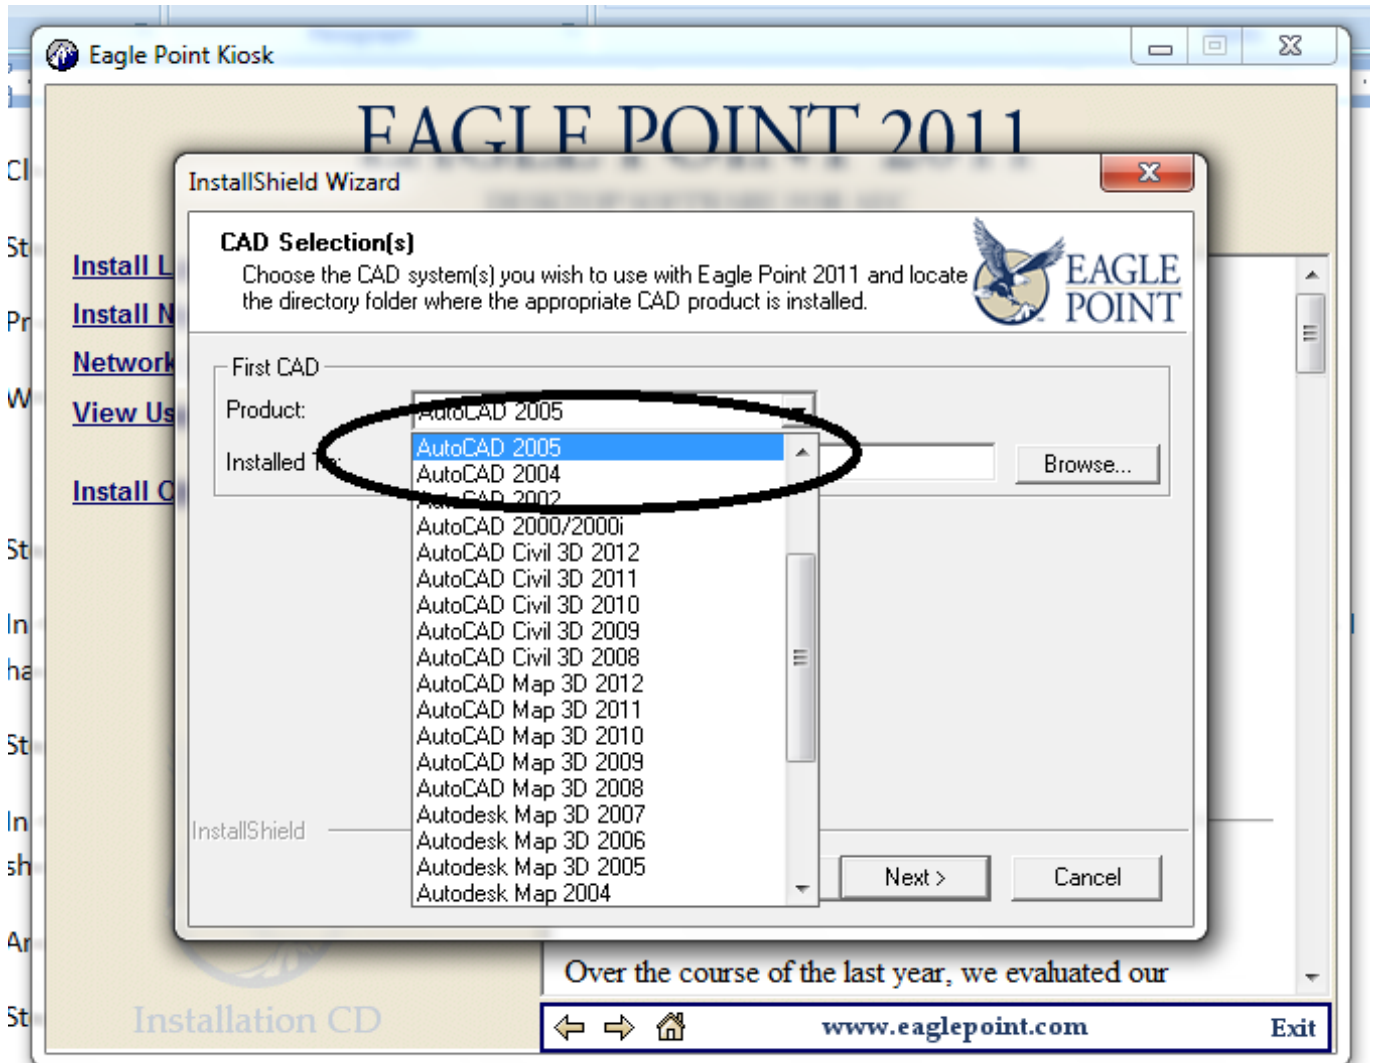 Eagle Point Kiosk
EAGLE POINT 2011
InstallShield Wizard
CAD Selection(s)
Choose the CAD system(s) you wish to use with Eagle Point 2011 and locate
the directory folder where the appropriate CAD product is installed.
EAGLE
POINT
Install
Install
Network
View
Install
First CAD
Product:
AutoCAD 2005
Installed
Browse...
AutoCAD 2005
AutoCAD 2004
AutoCAD 2002
AutoCAD 2000/2000i
AutoCAD Civil 3D 2012
AutoCAD Civil 3D 2011
AutoCAD Civil 3D 2010
AutoCAD Civil 3D 2009
AutoCAD Civil 3D 2008
AutoCAD Map 3D 2012
AutoCAD Map 3D 2011
AutoCAD Map 3D 2010
AutoCAD Map 3D 2009
AutoCAD Map 3D 2008
Autodesk Map 3D 2007
Autodesk Map 3D 2006
Autodesk Map 3D 2005
Autodesk Map 2004
InstallShield
Next >
Cancel
Over the course of the last year, we evaluated our
Installation CD
www.eaglepoint.com
Exit